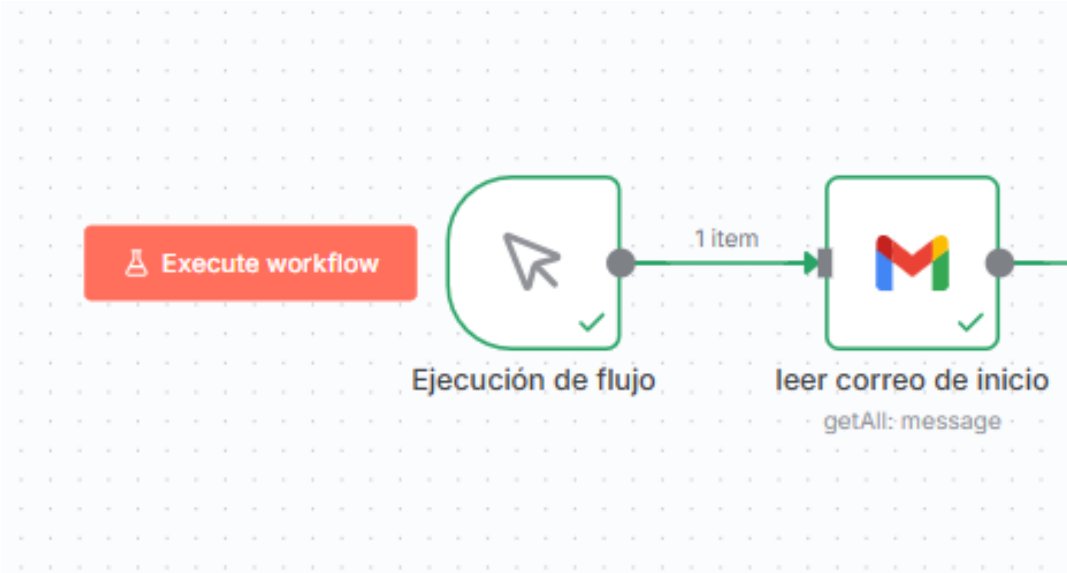 1 item
Execute workflow
Ejecución de flujo
leer correo de inicio
getAll: message